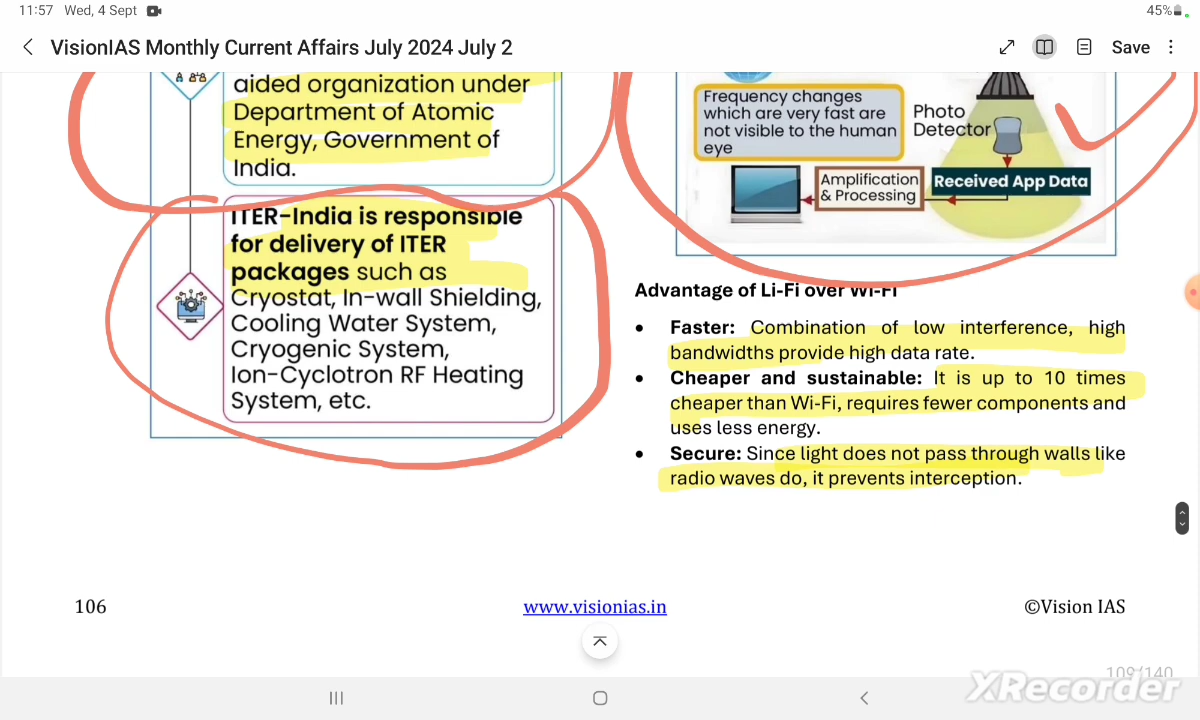 11:57 Wed, 4 Sept
45%
VisionIAS Monthly Current Affairs July 2024 July 2
Save
aided organization under
Department of Atomic
Energy, Government of
India.
ITER-India is responsible
for delivery of ITER
packages such as
Cryostat, In-wall Shielding,
Cooling Water System,
Cryogenic System,
Ion-Cyclotron RF Heating
System, etc.
Frequency changes
which are very fast are
not visible to the human
eye
Photo
Detector
Amplification
& Processing
Received App Data
Advantage of Li-Fi over Wi-Fi
• Faster: Combination of low interference, high
bandwidths provide high data rate.
• Cheaper and sustainable: It is up to 10 times
cheaper than Wi-Fi, requires fewer components and
uses less energy.
• Secure: Since light does not pass through walls like
radio waves do, it prevents interception.
106
www.visionias.in
©Vision IAS
109/140
XRecorder